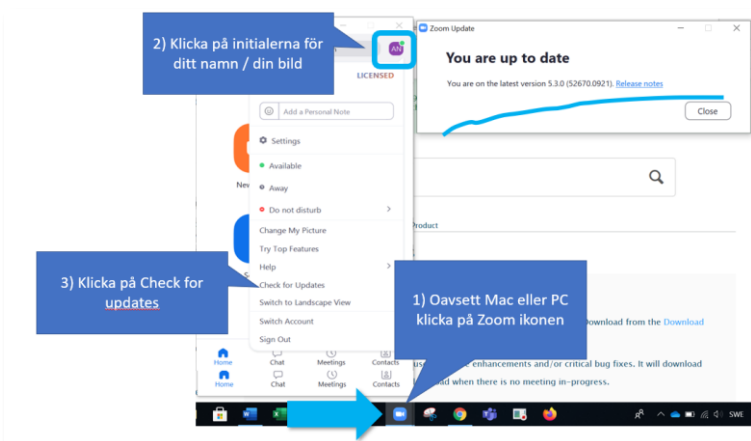 2) Klicka på initialerna för
ditt namn / din bild
AN
LICENSED
Add a Personal Note
Settings
Available
Away
Do not disturb
Change My Picture
Try Top Features
Help
Check for Updates
Switch to Landscape View
Switch Account
Sign Out
Home
Chat
Meetings
Contacts
Home
Chat
Meetings
Contacts
3) Klicka på Check for
updates
Zoom Update
You are up to date
You are on the latest version 5.3.0 (52670.0921). Release notes
Close
Product
1) Oavsett Mac eller PC
klicka på Zoom ikonen
Download from the Download
enhancements and/or critical bug fixes. It will download
when there is no meeting in-progress.
SWE